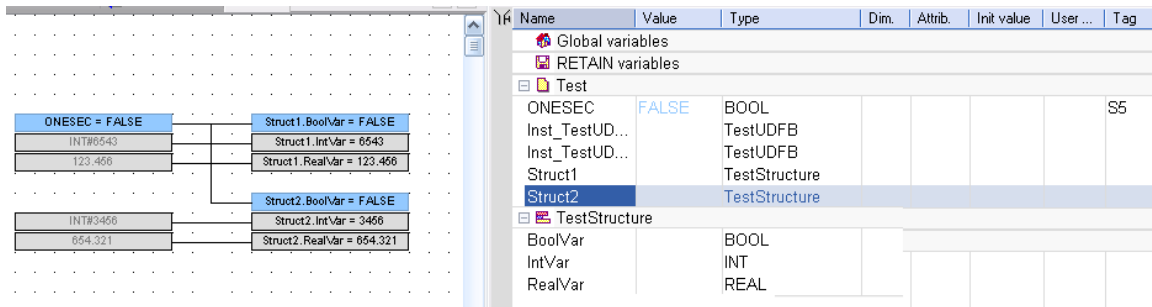 ONESEC = FALSE
Struct1.BoolVar = FALSE
INT#6543
Struct1.IntVar = 6543
123.456
Struct1.RealVar = 123.456
Struct2.BoolVar = FALSE
INT#3456
Struct2.IntVar = 3456
654.321
Struct2.RealVar = 654.321
Name Value Type Dim. Attrib. Init value User ... Tag
Global variables
RETAIN variables
Test
ONESEC FALSE BOOL S5
Inst_TestUD... TestUDFB
Inst_TestUD... TestUDFB
Struct1 TestStructure
Struct2 TestStructure
TestStructure
BoolVar BOOL
IntVar INT
RealVar REAL